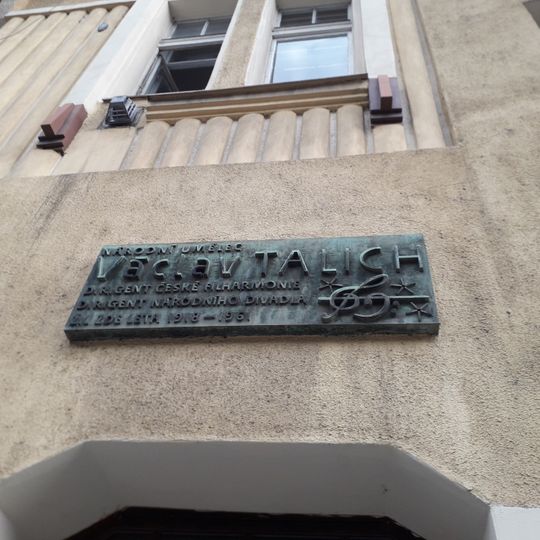 NÁRODNÍ UMĚLEC
Václav TALICH
DIRIGENT ČESKÉ FILHARMONIE
DIRIGENT NÁRODNÍHO DIVADLA
ŽIL ZDE LÉTA 1918–1961